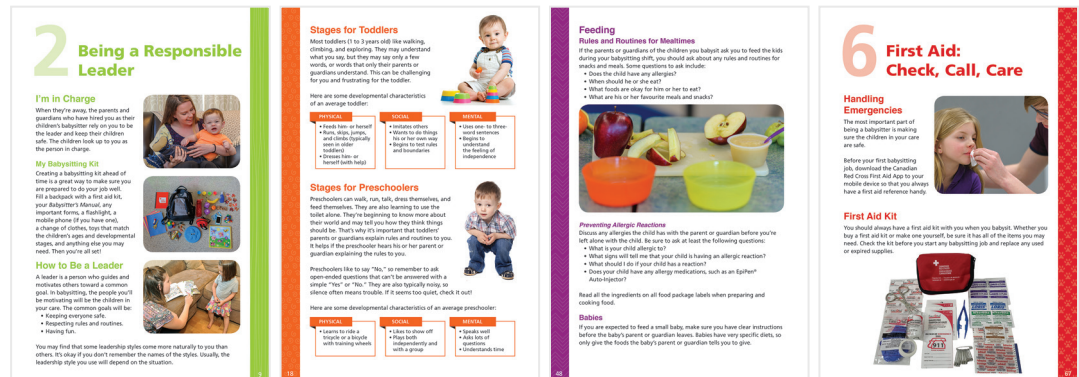 2
Being a Responsible
Leader
I'm in Charge
When they're away, the parents and
guardians who have hired you as their
children's babysitter rely on you to be
the leader and keep their children
safe. The children look up to you as
the person in charge.
My Babysitting Kit
Creating a babysitting kit ahead of
time is a great way to make sure you
are prepared to do your job well.
Fill a backpack with a first aid kit,
your Babysitter's Manual, any
important forms, a flashlight, a
mobile phone (if you have one),
a change of clothes, toys that match
the children's ages and developmental
stages, and anything else you may
need. Then you're all set!
How to Be a Leader
A leader is a person who guides and
motivates others toward a common
goal. In babysitting, the people you'll
be motivating will be the children in
your care. The common goals will be:
• Keeping everyone safe.
• Respecting rules and routines.
• Having fun.
You may find that some leadership styles come more naturally to you than
others. It's okay if you don't remember the names of the styles. Usually, the
leadership style you use will depend on the situation.
Stages for Toddlers
Most toddlers (1 to 3 years old) like walking,
climbing, and exploring. They may understand
what you say, but they may say only a few
words, or words that only their parents or
guardians understand. This can be challenging
for you and frustrating for the toddler.
Here are some developmental characteristics
of an average toddler:
PHYSICAL
• Feeds him- or herself
• Runs, skips, jumps,
and climbs (typically
seen in older
toddlers)
• Dresses him- or
herself (with help)
SOCIAL
• Imitates others
• Wants to do things
his or her own way
• Begins to test rules
and boundaries
MENTAL
• Uses one- to three-
word sentences
• Begins to
understand
the feeling of
independence
Stages for Preschoolers
Preschoolers can walk, run, talk, dress themselves, and
feed themselves. They are also learning to use the
toilet alone. They're beginning to know more about
their world and may tell you how they think things
should be. That's why it's important that toddlers'
parents or guardians explain rules and routines to you.
It helps if the preschooler hears his or her parent or
guardian explaining the rules to you.
Preschoolers like to say "No," so remember to ask
open-ended questions that can't be answered with a
simple "Yes" or "No." They are also typically noisy, so
silence often means trouble. If it seems too quiet, check it out!
Here are some developmental characteristics of an average preschooler:
PHYSICAL
• Learns to ride a
tricycle or a bicycle
with training wheels
SOCIAL
• Likes to show off
• Plays both
independently and
with a group
MENTAL
• Speaks well
• Asks lots of
questions
• Understands time
18
Feeding
Rules and Routines for Mealtimes
If the parents or guardians of the children you babysit ask you to feed the kids
during your babysitting shift, you should ask about any rules and routines for
snacks and meals. Some questions to ask include:
• Does the child have any allergies?
• When should he or she eat?
• What foods are okay for him or her to eat?
• What are his or her favourite meals and snacks?
Preventing Allergic Reactions
Discuss any allergies the child has with the parent or guardian before you're
left alone with the child. Be sure to ask at least the following questions:
• What is your child allergic to?
• What signs will tell me that your child is having an allergic reaction?
• What should I do if your child has a reaction?
• Does your child have any allergy medications, such as an EpiPen®
Auto-Injector?
Read all the ingredients on all food package labels when preparing and
cooking food.
Babies
If you are expected to feed a small baby, make sure you have clear instructions
before the baby's parent or guardian leaves. Babies have very specific diets, so
only give the foods the baby's parent or guardian tells you to give.
48
6
First Aid:
Check, Call, Care
Handling
Emergencies
The most important part of
being a babysitter is making
sure the children in your care
are safe.
Before your first babysitting
job, download the Canadian
Red Cross First Aid App to your
mobile device so that you always
have a first aid reference handy.
First Aid Kit
You should always have a first aid kit with you when you babysit. Whether you
buy a first aid kit or make one yourself, be sure it has all of the items you may
need. Check the kit before you start any babysitting job and replace any used
or expired supplies.
911
67